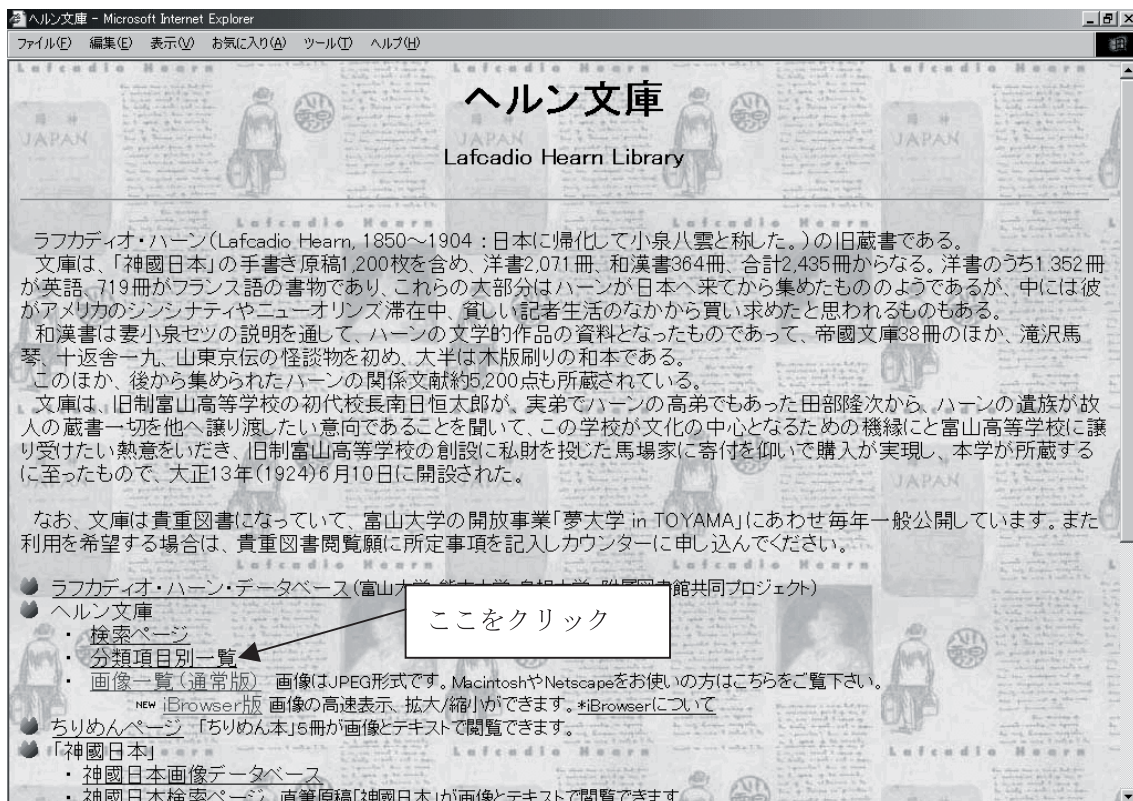 ヘルン文庫 - Microsoft Internet Explorer
ファイル(F) 編集(E) 表示(V) お気に入り(A) ツール(T) ヘルプ(H)
ヘルン文庫
Lafcadio Hearn Library
ラフカディオ・ハーン(Lafcadio Hearn, 1850～1904：日本に帰化して小泉八雲と称した。)の旧蔵書である。
文庫は、「神國日本」の手書き原稿1,200枚を含め、洋書2,071冊、和漢書364冊、合計2,435冊からなる。洋書のうち1.352冊
が英語、719冊がフランス語の書物であり、これらの大部分はハーンが日本へ来てから集めたもののようであるが、中には彼
がアメリカのシンシナティやニューオリンズ滞在中、貧しい記者生活のなかから買い求めたと思われるものもある。
和漢書は妻小泉セツの説明を通して、ハーンの文学的作品の資料となったものであって、帝國文庫38冊のほか、滝沢馬
琴、十返舎一九、山東京伝の怪談物を初め、大半は木版刷りの和本である。
このほか、後から集められたハーンの関係文献約5,200点も所蔵されている。
文庫は、旧制富山高等学校の初代校長南日恒太郎が、実弟でハーンの高弟でもあった田部隆次から、ハーンの遺族が故
人の蔵書一切を他へ譲り渡したい意向であることを聞いて、この学校が文化の中心となるための機縁にと富山高等学校に譲
り受けたい熱意をいだき、旧制富山高等学校の創設に私財を投じた馬場家に寄付を仰いで購入が実現し、本学が所蔵する
に至ったもので、大正13年(1924)6月10日に開設された。
なお、文庫は貴重図書になっていて、富山大学の開放事業「夢大学 in TOYAMA」にあわせ毎年一般公開しています。また
利用を希望する場合は、貴重図書閲覧願に所定事項を記入しカウンターに申し込んでください。
ラフカディオ・ハーン・データベース(富山大 館共同プロジェクト)
ヘルン文庫
ここをクリック
・ 検索ページ
・ 分類項目別一覧
・ 画像一覧(通常版) 画像はJPEG形式です。MacintoshやNetscapeをお使いの方はこちらをご覧下さい。
NEW iBrowser版 画像の高速表示、拡大/縮小ができます。*iBrowserについて
ちりめんページ 「ちりめん本」5冊が画像とテキストで閲覧できます。
「神國日本」
・ 神國日本画像データベース
・ 神國日本検索ページ 直筆原稿「神國日本」が画像とテキストで閲覧できます